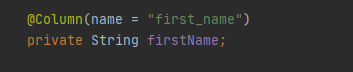 @Column(name = "first_name")
private String firstName;